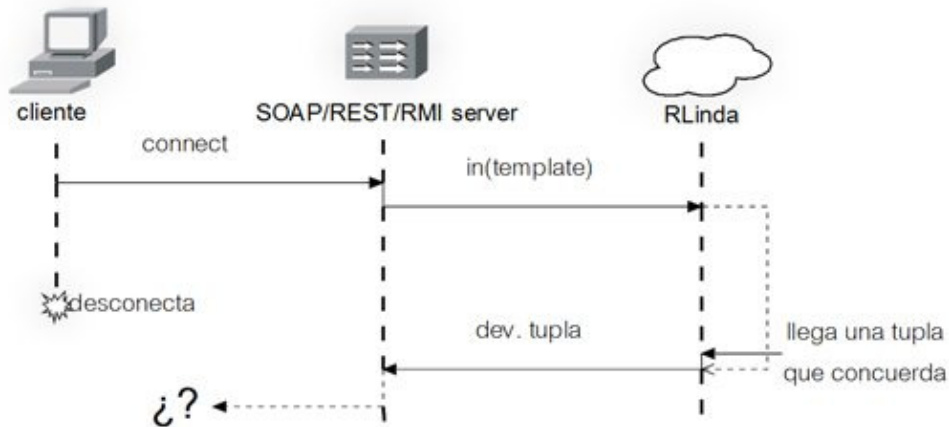 cliente
SOAP/REST/RMI server
RLinda
connect
in(template)
desconecta
dev. tupla
llega una tupla
que concuerda
¿?